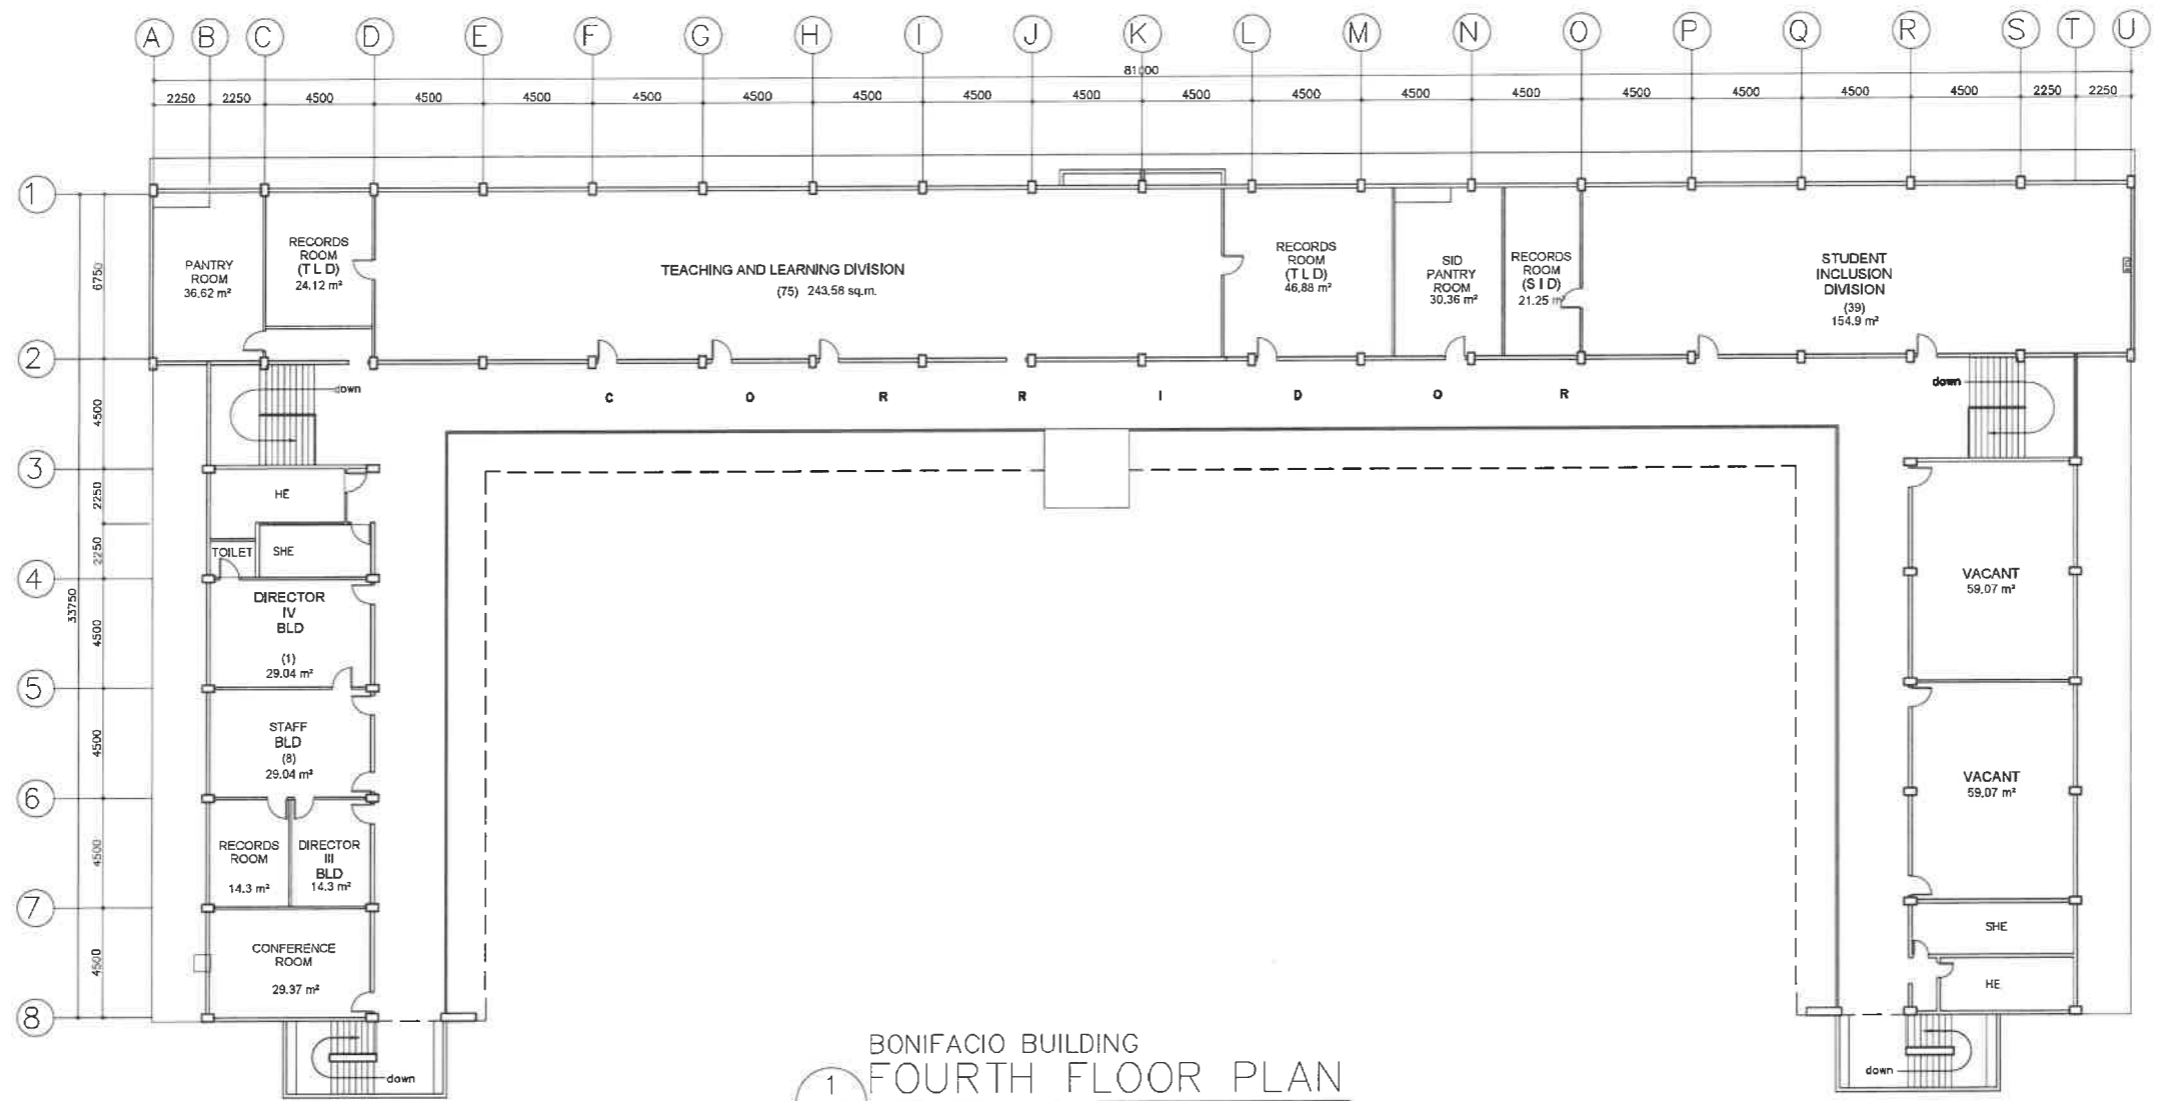 A B C D E F G H I J K L M N O P Q R S T U
81000
2250 2250 4500 4500 4500 4500 4500 4500 4500 4500 4500 4500 4500 4500 4500 4500 4500 4500 2250 2250
1
2
3
4
5
6
7
8
33750
6750
4500
2250
2250
4500
4500
4500
4500
PANTRY
ROOM
36.62 m²
RECORDS
ROOM
(T L D)
24.12 m²
TEACHING AND LEARNING DIVISION
(75) 243.58 sq.m.
RECORDS
ROOM
(T L D)
46.88 m²
SID
PANTRY
ROOM
30.36 m²
RECORDS
ROOM
(S I D)
21.25 m²
STUDENT
INCLUSION
DIVISION
(39)
154.9 m²
C O R R I D O R
down
down
HE
TOILET
SHE
DIRECTOR
IV
BLD
(1)
29.04 m²
STAFF
BLD
(8)
29.04 m²
RECORDS
ROOM
14.3 m²
DIRECTOR
III
BLD
14.3 m²
CONFERENCE
ROOM
29.37 m²
down
VACANT
59.07 m²
VACANT
59.07 m²
SHE
HE
down
1
BONIFACIO BUILDING
FOURTH FLOOR PLAN